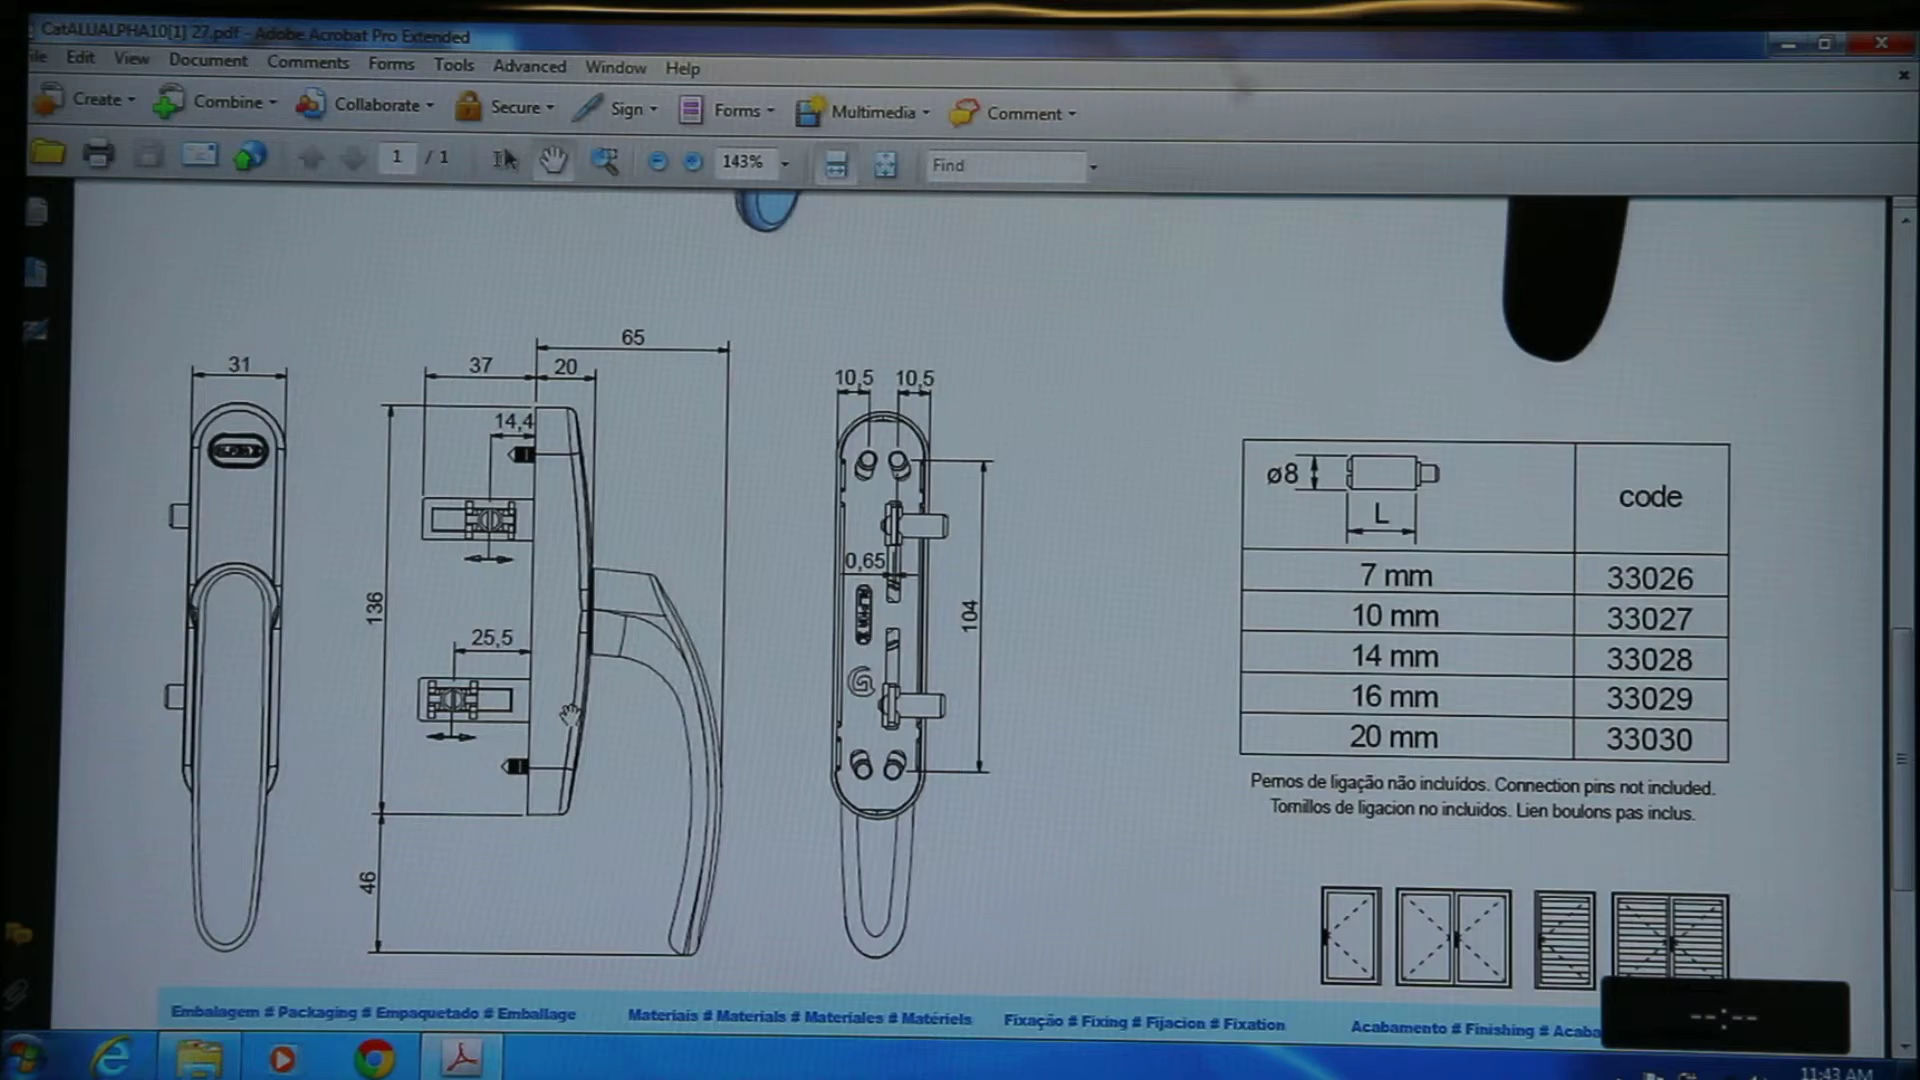 CatALUALPHA10[1] 27.pdf - Adobe Acrobat Pro Extended
Edit View Document Comments Forms Tools Advanced Window Help
Create Combine Collaborate Secure Sign Forms Multimedia Comment
1 / 1 143% Find
65
31 37 20 10,5 10,5
14,4
ø8 L code
0,65
7 mm 33026
136 104 10 mm 33027
25,5
14 mm 33028
16 mm 33029
20 mm 33030
Pernos de ligação não incluídos. Connection pins not included.
Tornillos de ligacion no incluidos. Lien boulons pas inclus.
46
Embalagem # Packaging # Empaquetado # Emballage Materiais # Materials # Materiales # Matériels Fixação # Fixing # Fijacion # Fixation Acabamento # Finishing # Acaba
--:--
11:43 AM